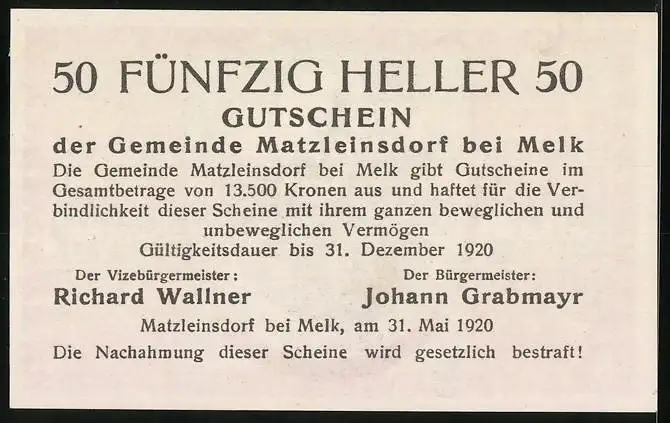 50 FÜNFZIG HELLER 50
GUTSCHEIN
der Gemeinde Matzleinsdorf bei Melk
Die Gemeinde Matzleinsdorf bei Melk gibt Gutscheine im
Gesamtbetrage von 13.500 Kronen aus und haftet für die Ver-
bindlichkeit dieser Scheine mit ihrem ganzen beweglichen und
unbeweglichen Vermögen
Gültigkeitsdauer bis 31. Dezember 1920
Der Vizebürgermeister: Der Bürgermeister:
Richard Wallner Johann Grabmayr
Matzleinsdorf bei Melk, am 31. Mai 1920
Die Nachahmung dieser Scheine wird gesetzlich bestraft!